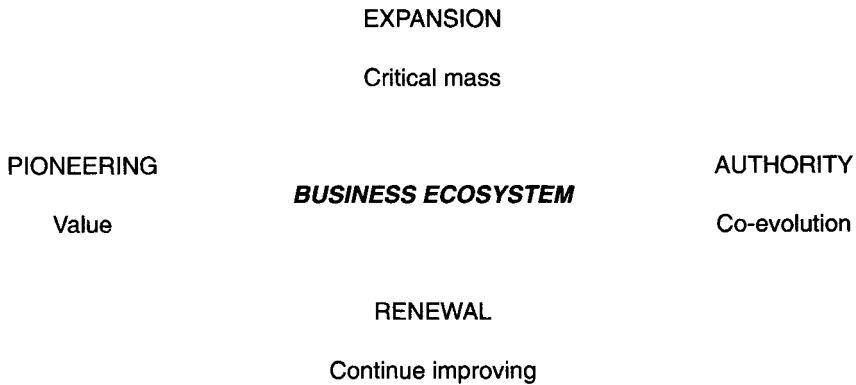 EXPANSION
Critical mass
PIONEERING
Value
BUSINESS ECOSYSTEM
AUTHORITY
Co-evolution
RENEWAL
Continue improving